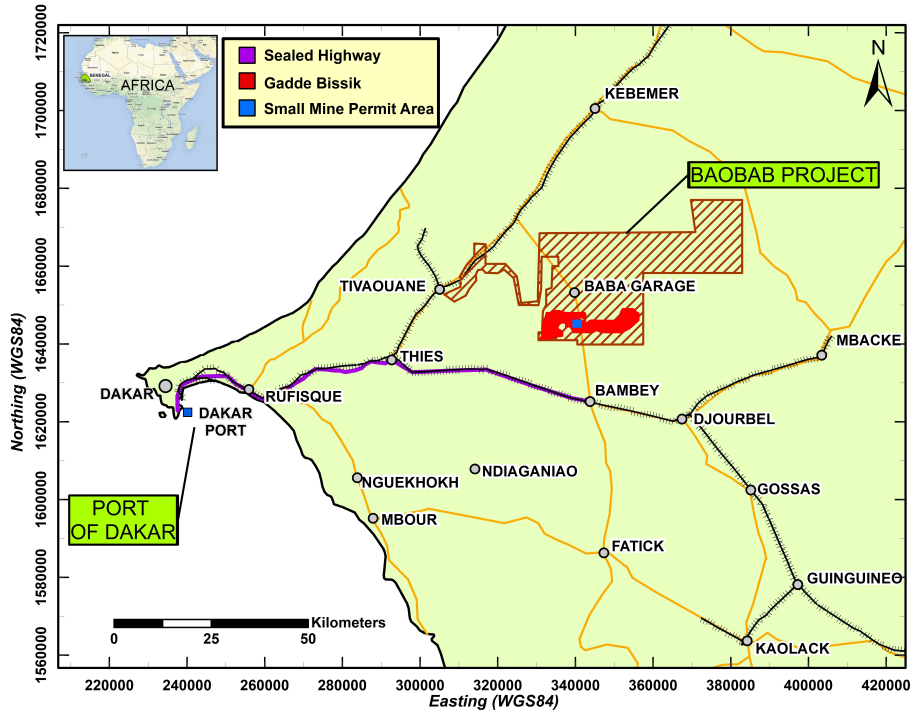 SENEGAL
AFRICA
Sealed Highway
Gadde Bissik
Small Mine Permit Area
N
KEBEMER
BAOBAB PROJECT
TIVAOUANE
BABA GARAGE
MBACKE
THIES
DAKAR
RUFISQUE
BAMBEY
DAKAR
PORT
DJOURBEL
NGUEKHOKH
NDIAGANIAO
GOSSAS
PORT
OF DAKAR
MBOUR
FATICK
GUINGUINEO
KAOLACK
Kilometers
0 25 50
1720000
1700000
1680000
1660000
1640000
1620000
1600000
1580000
1560000
Northing (WGS84)
220000 240000 260000 280000 300000 320000 340000 360000 380000 400000 420000
Easting (WGS84)